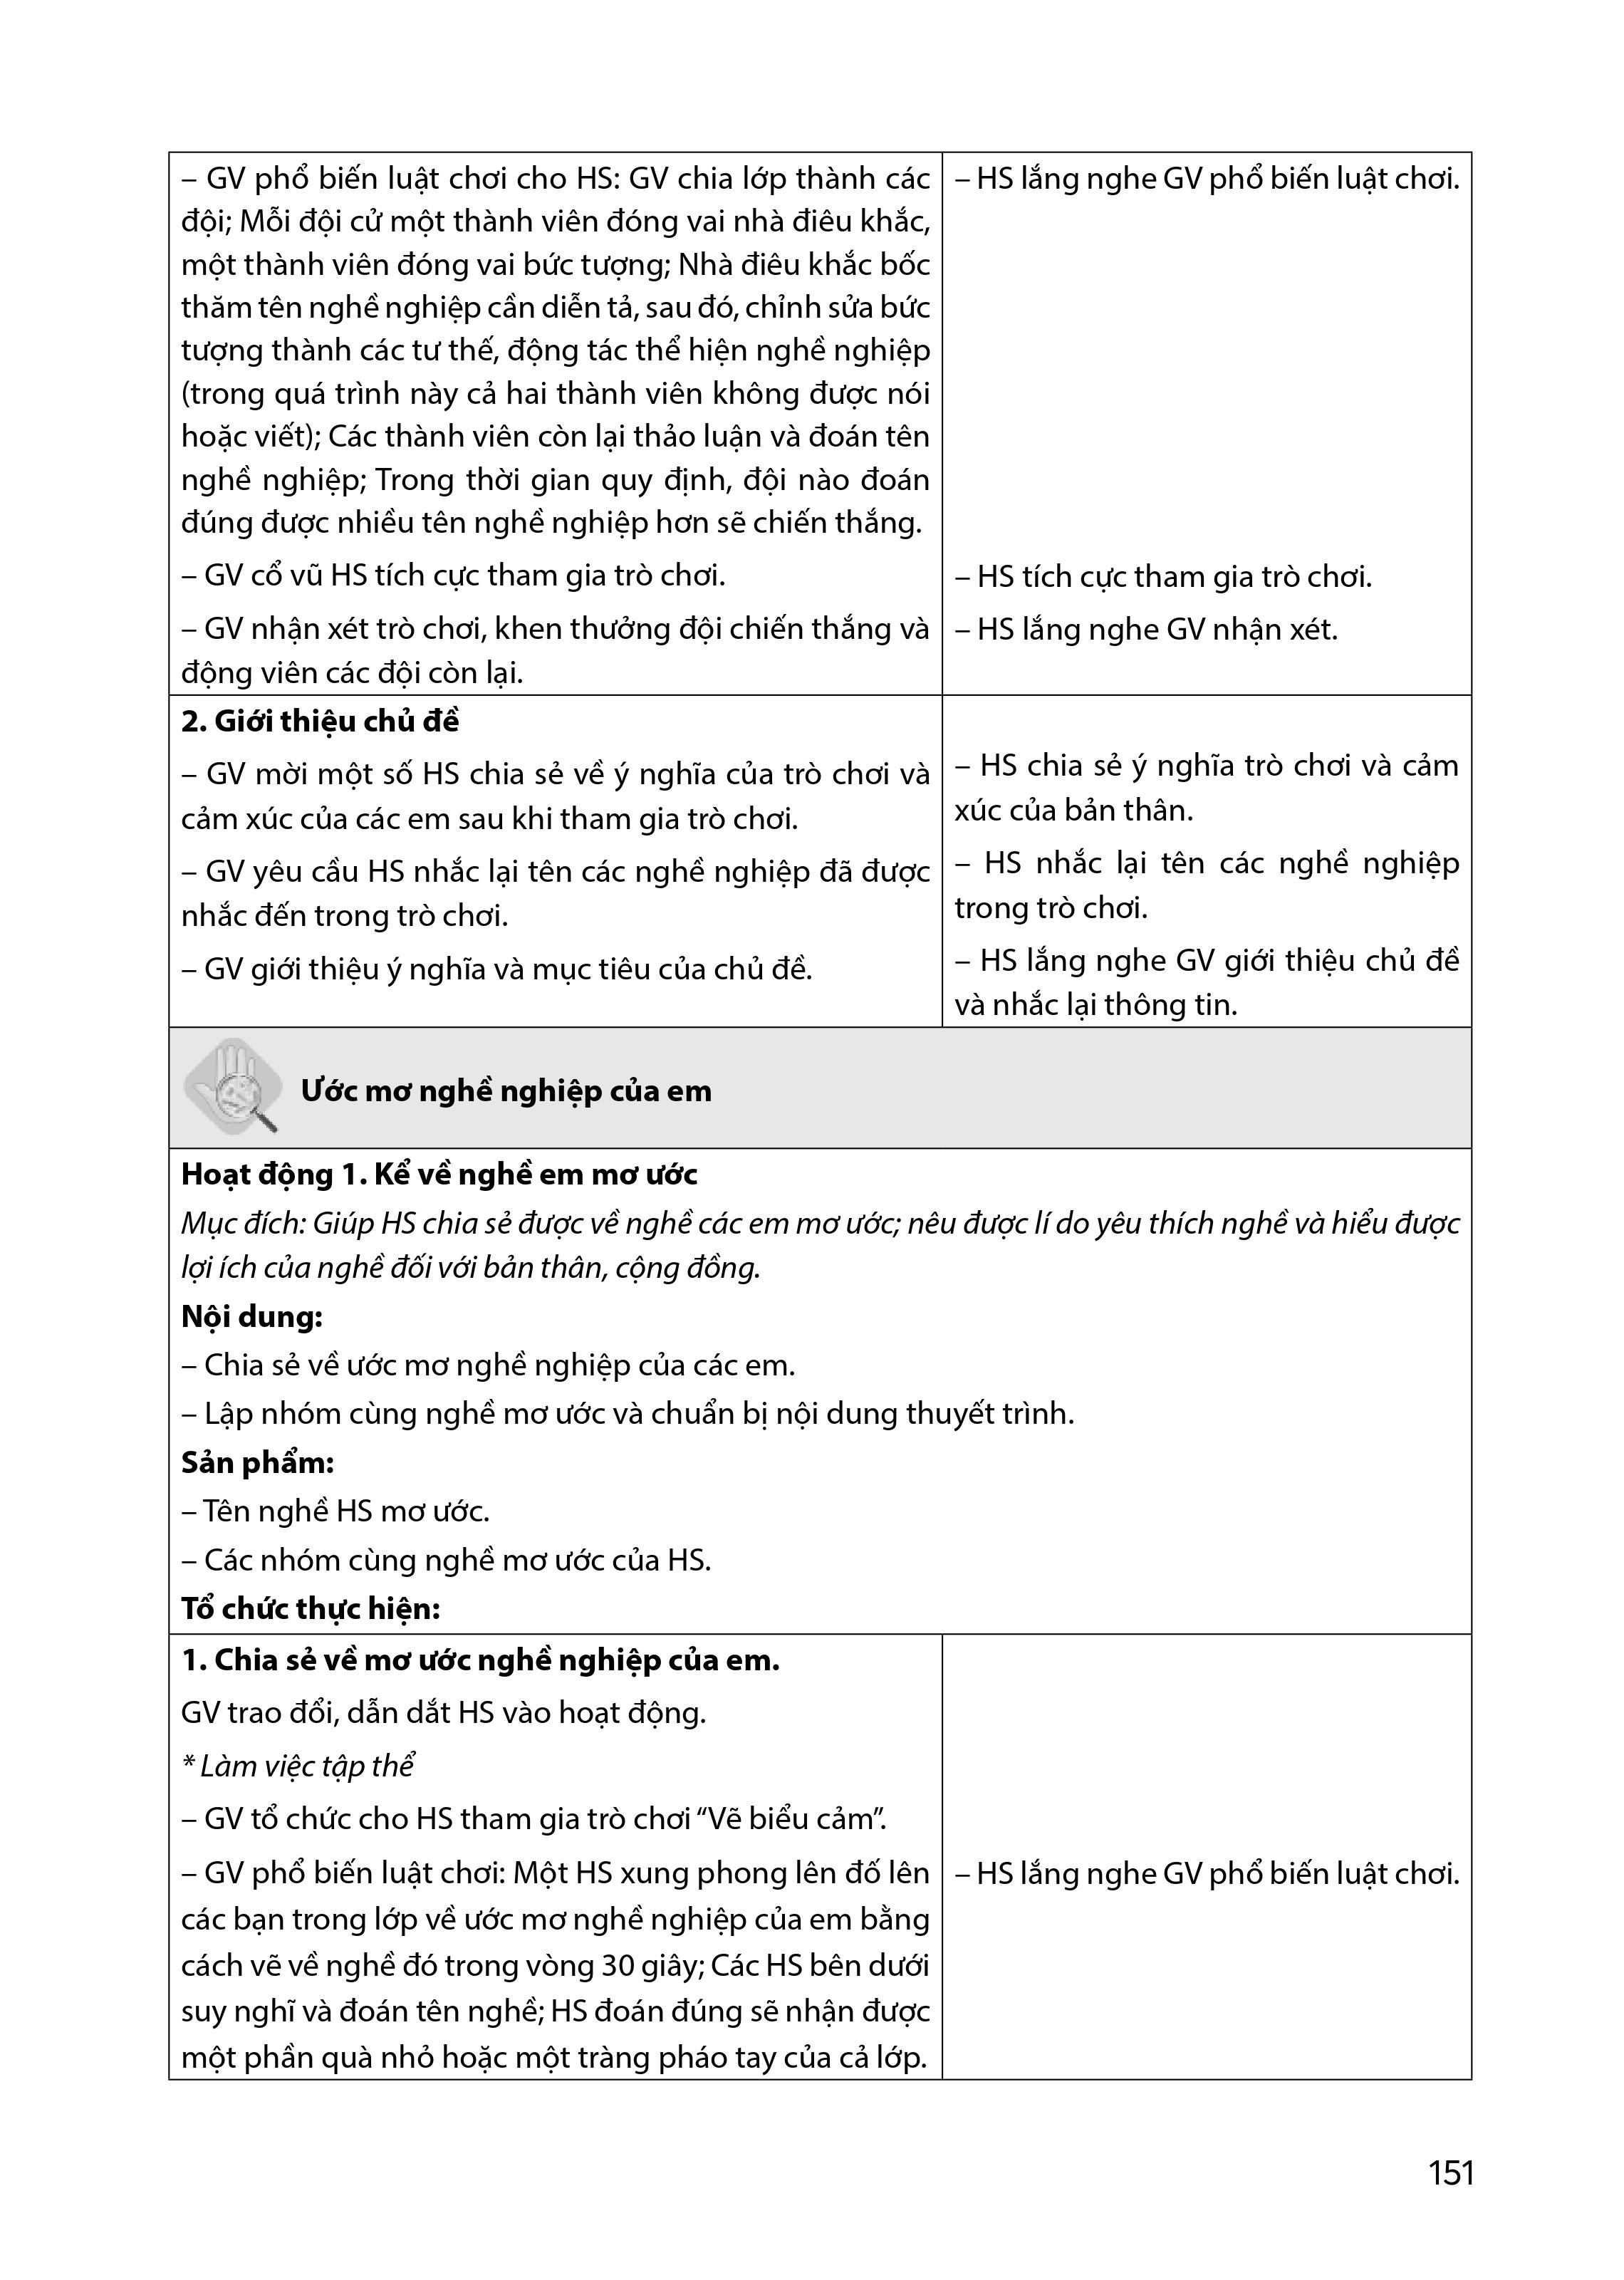 – GV phổ biến luật chơi cho HS: GV chia lớp thành các
đội; Mỗi đội cử một thành viên đóng vai nhà điêu khắc,
một thành viên đóng vai bức tượng; Nhà điêu khắc bốc
thăm tên nghề nghiệp cần diễn tả, sau đó, chỉnh sửa bức
tượng thành các tư thế, động tác thể hiện nghề nghiệp
(trong quá trình này cả hai thành viên không được nói
hoặc viết); Các thành viên còn lại thảo luận và đoán tên
nghề nghiệp; Trong thời gian quy định, đội nào đoán
đúng được nhiều tên nghề nghiệp hơn sẽ chiến thắng.
– GV cổ vũ HS tích cực tham gia trò chơi.
– GV nhận xét trò chơi, khen thưởng đội chiến thắng và
động viên các đội còn lại.
– HS lắng nghe GV phổ biến luật chơi.
– HS tích cực tham gia trò chơi.
– HS lắng nghe GV nhận xét.
2. Giới thiệu chủ đề
– GV mời một số HS chia sẻ về ý nghĩa của trò chơi và
cảm xúc của các em sau khi tham gia trò chơi.
– GV yêu cầu HS nhắc lại tên các nghề nghiệp đã được
nhắc đến trong trò chơi.
– GV giới thiệu ý nghĩa và mục tiêu của chủ đề.
– HS chia sẻ ý nghĩa trò chơi và cảm
xúc của bản thân.
– HS nhắc lại tên các nghề nghiệp
trong trò chơi.
– HS lắng nghe GV giới thiệu chủ đề
và nhắc lại thông tin.
Ước mơ nghề nghiệp của em
Hoạt động 1. Kể về nghề em mơ ước
Mục đích: Giúp HS chia sẻ được về nghề các em mơ ước; nêu được lí do yêu thích nghề và hiểu được
lợi ích của nghề đối với bản thân, cộng đồng.
Nội dung:
– Chia sẻ về ước mơ nghề nghiệp của các em.
– Lập nhóm cùng nghề mơ ước và chuẩn bị nội dung thuyết trình.
Sản phẩm:
– Tên nghề HS mơ ước.
– Các nhóm cùng nghề mơ ước của HS.
Tổ chức thực hiện:
1. Chia sẻ về mơ ước nghề nghiệp của em.
GV trao đổi, dẫn dắt HS vào hoạt động.
* Làm việc tập thể
– GV tổ chức cho HS tham gia trò chơi “Vẽ biểu cảm”.
– GV phổ biến luật chơi: Một HS xung phong lên đố lên
các bạn trong lớp về ước mơ nghề nghiệp của em bằng
cách vẽ về nghề đó trong vòng 30 giây; Các HS bên dưới
suy nghĩ và đoán tên nghề; HS đoán đúng sẽ nhận được
một phần quà nhỏ hoặc một tràng pháo tay của cả lớp.
– HS lắng nghe GV phổ biến luật chơi.
151